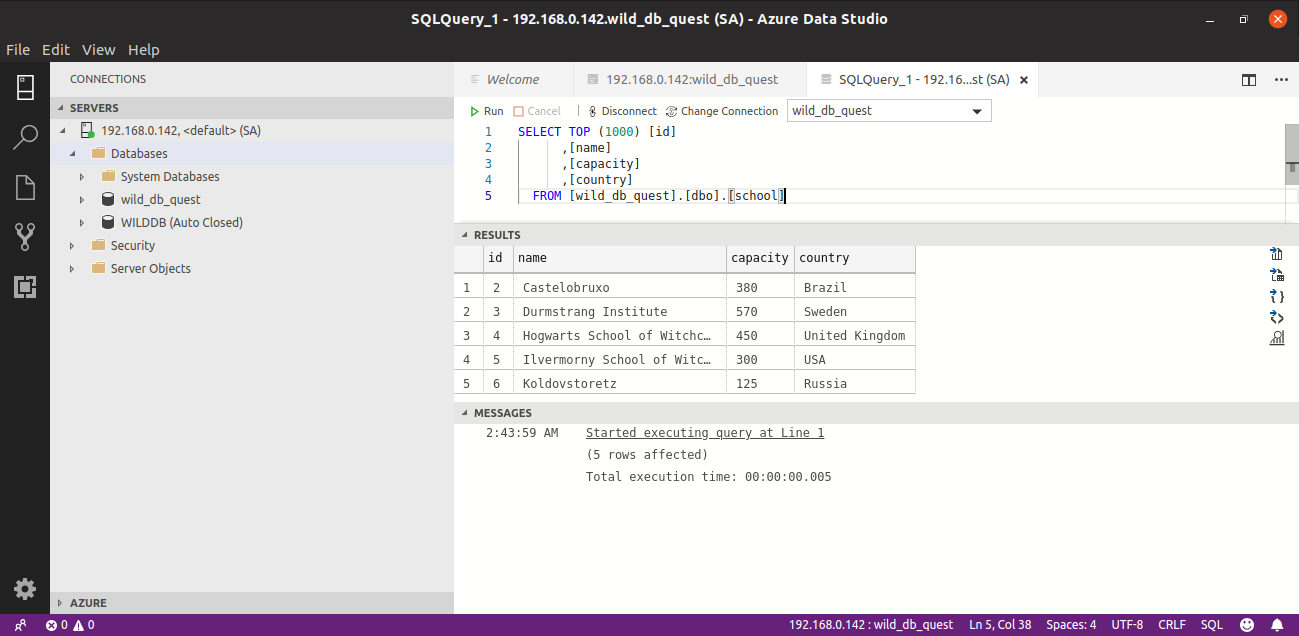 SQLQuery_1 - 192.168.0.142.wild_db_quest (SA) - Azure Data Studio
File Edit View Help
CONNECTIONS
SERVERS
192.168.0.142, <default> (SA)
Databases
System Databases
wild_db_quest
WILDDB (Auto Closed)
Security
Server Objects
AZURE
Welcome
192.168.0.142:wild_db_quest
SQLQuery_1 - 192.16...st (SA)
Run Cancel Disconnect Change Connection wild_db_quest
1 SELECT TOP (1000) [id]
2 ,[name]
3 ,[capacity]
4 ,[country]
5 FROM [wild_db_quest].[dbo].[school]
RESULTS
id name capacity country
1 2 Castelobruxo 380 Brazil
2 3 Durmstrang Institute 570 Sweden
3 4 Hogwarts School of Witchc… 450 United Kingdom
4 5 Ilvermorny School of Witc… 300 USA
5 6 Koldovstoretz 125 Russia
MESSAGES
2:43:59 AM Started executing query at Line 1
(5 rows affected)
Total execution time: 00:00:00.005
0 0 192.168.0.142 : wild_db_quest Ln 5, Col 38 Spaces: 4 UTF-8 CRLF SQL